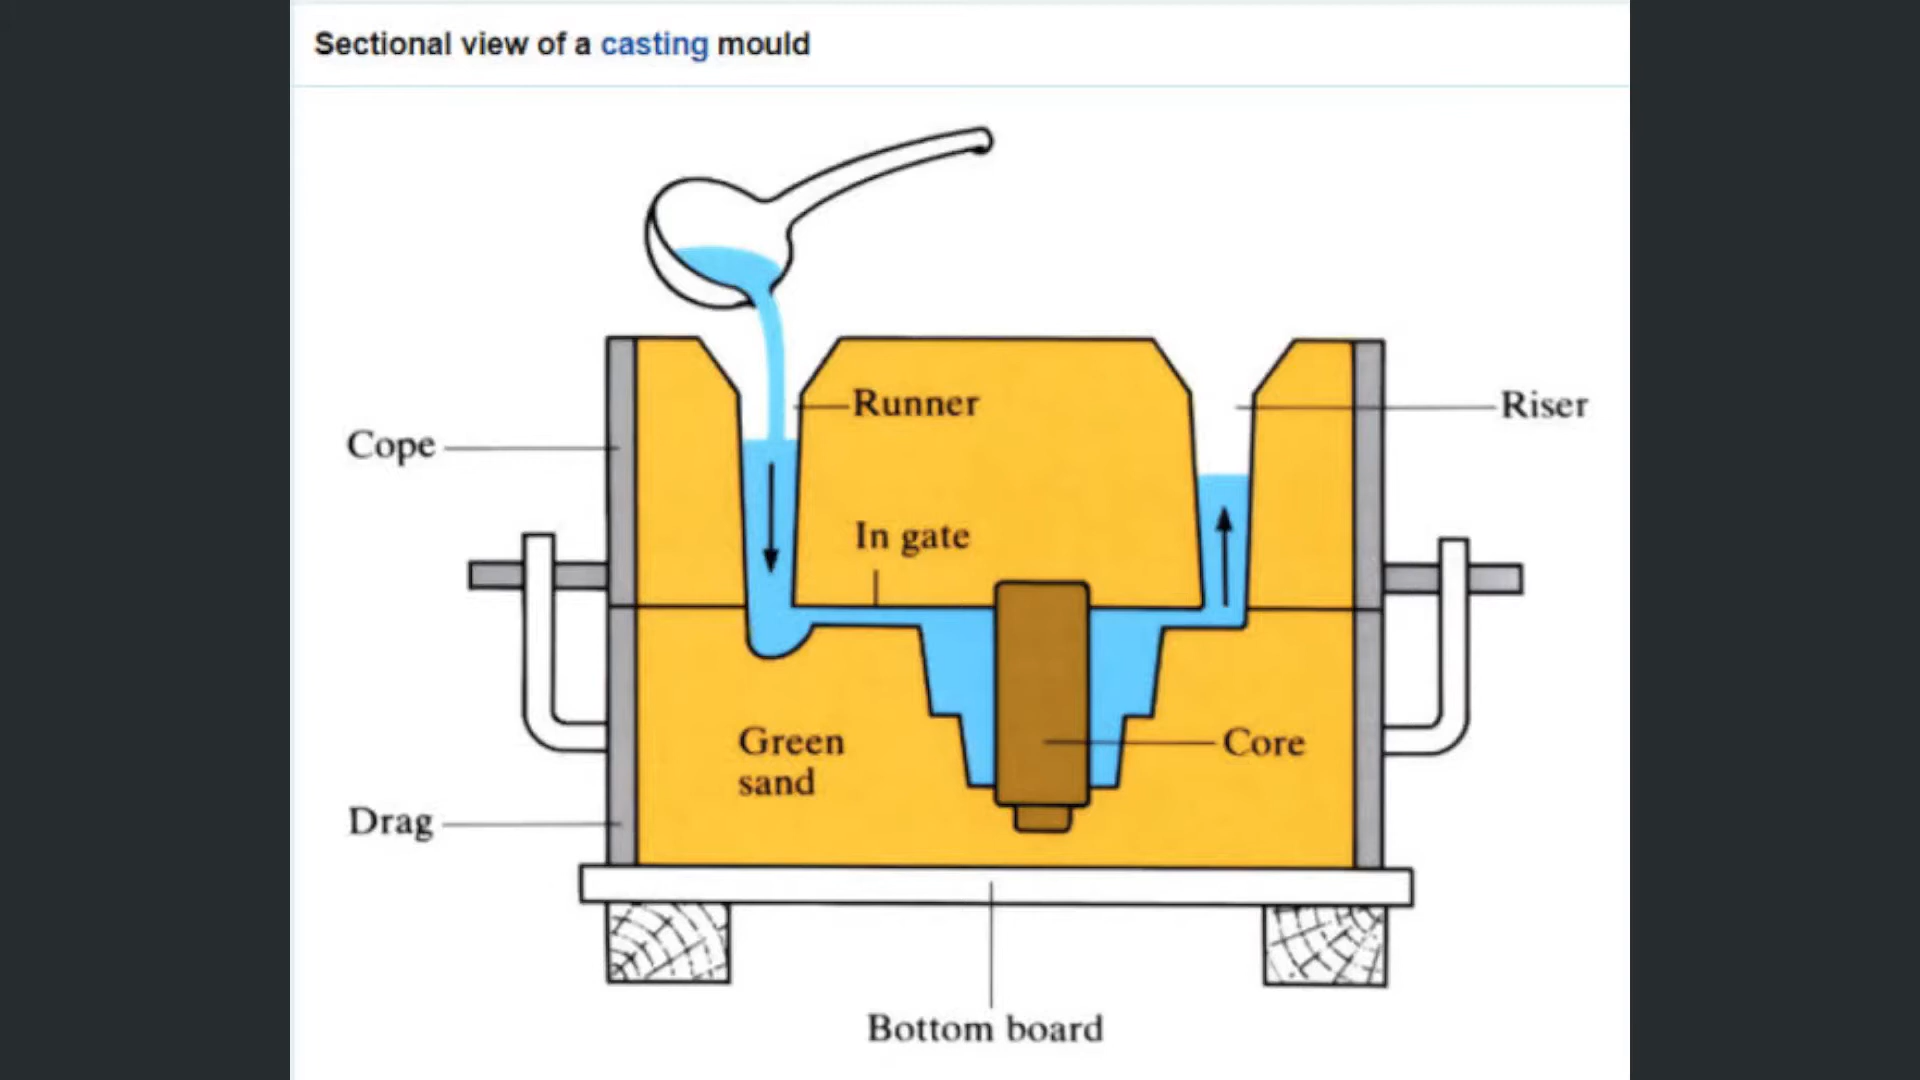 Sectional view of a casting mould
Runner
Riser
Cope
In gate
Green
sand
Core
Drag
Bottom board